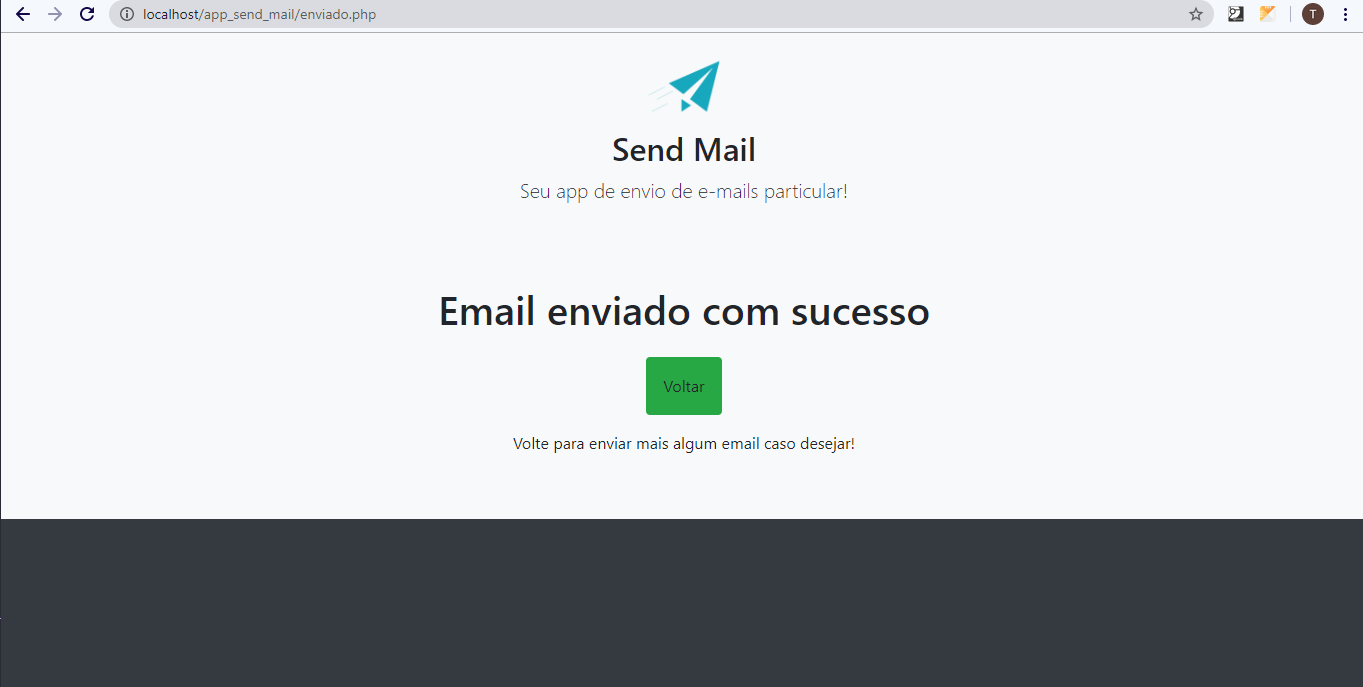 localhost/app_send_mail/enviado.php
T
Send Mail
Seu app de envio de e-mails particular!
Email enviado com sucesso
Voltar
Volte para enviar mais algum email caso desejar!